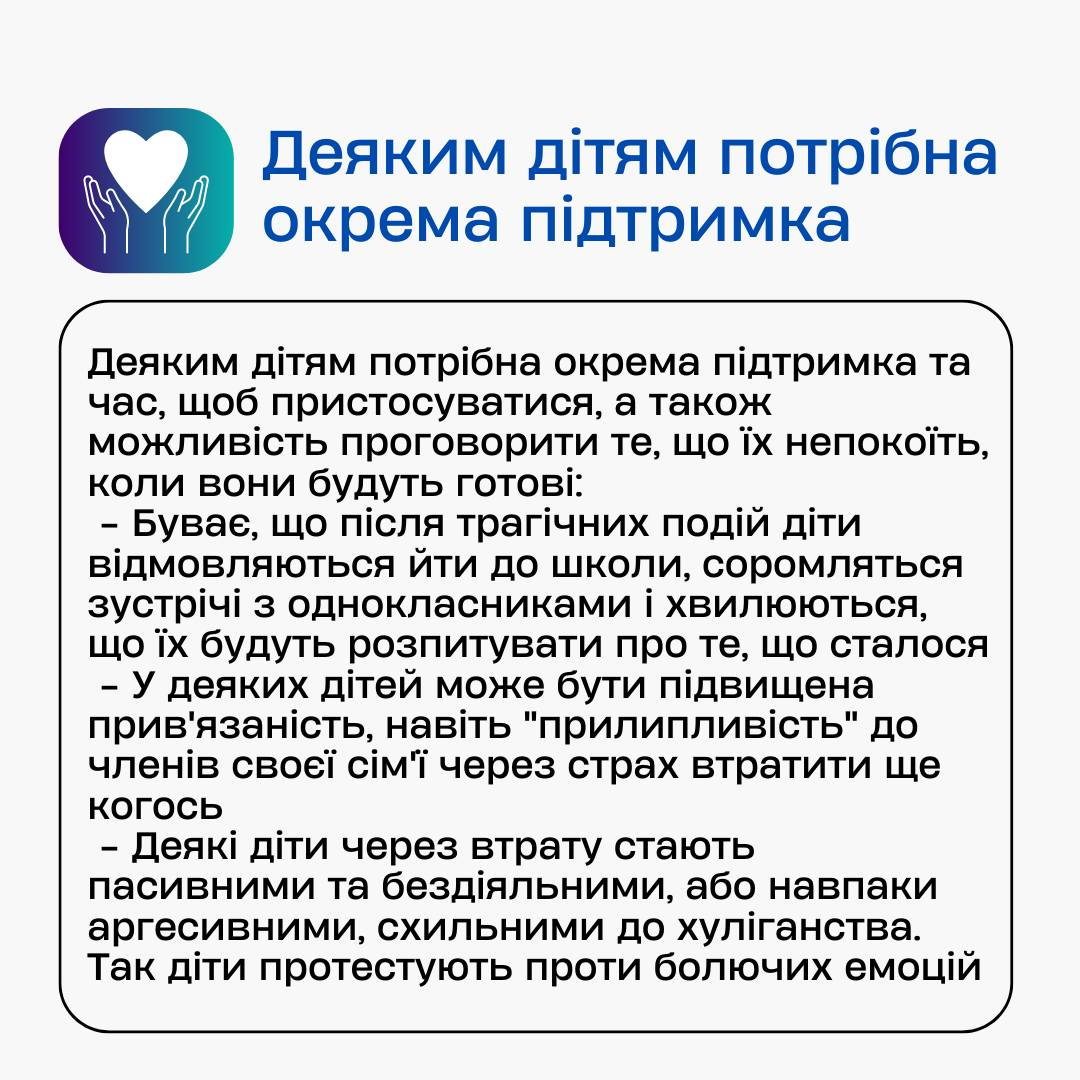 Деяким дітям потрібна
окрема підтримка
Деяким дітям потрібна окрема підтримка та
час, щоб пристосуватися, а також
можливість проговорити те, що їх непокоїть,
коли вони будуть готові:
– Буває, що після трагічних подій діти
відмовляються йти до школи, соромляться
зустрічі з однокласниками і хвилюються,
що їх будуть розпитувати про те, що сталося
– У деяких дітей може бути підвищена
прив'язаність, навіть "прилипливість" до
членів своєї сім'ї через страх втратити ще
когось
– Деякі діти через втрату стають
пасивними та бездіяльними, або навпаки
аргесивними, схильними до хуліганства.
Так діти протестують проти болючих емоцій